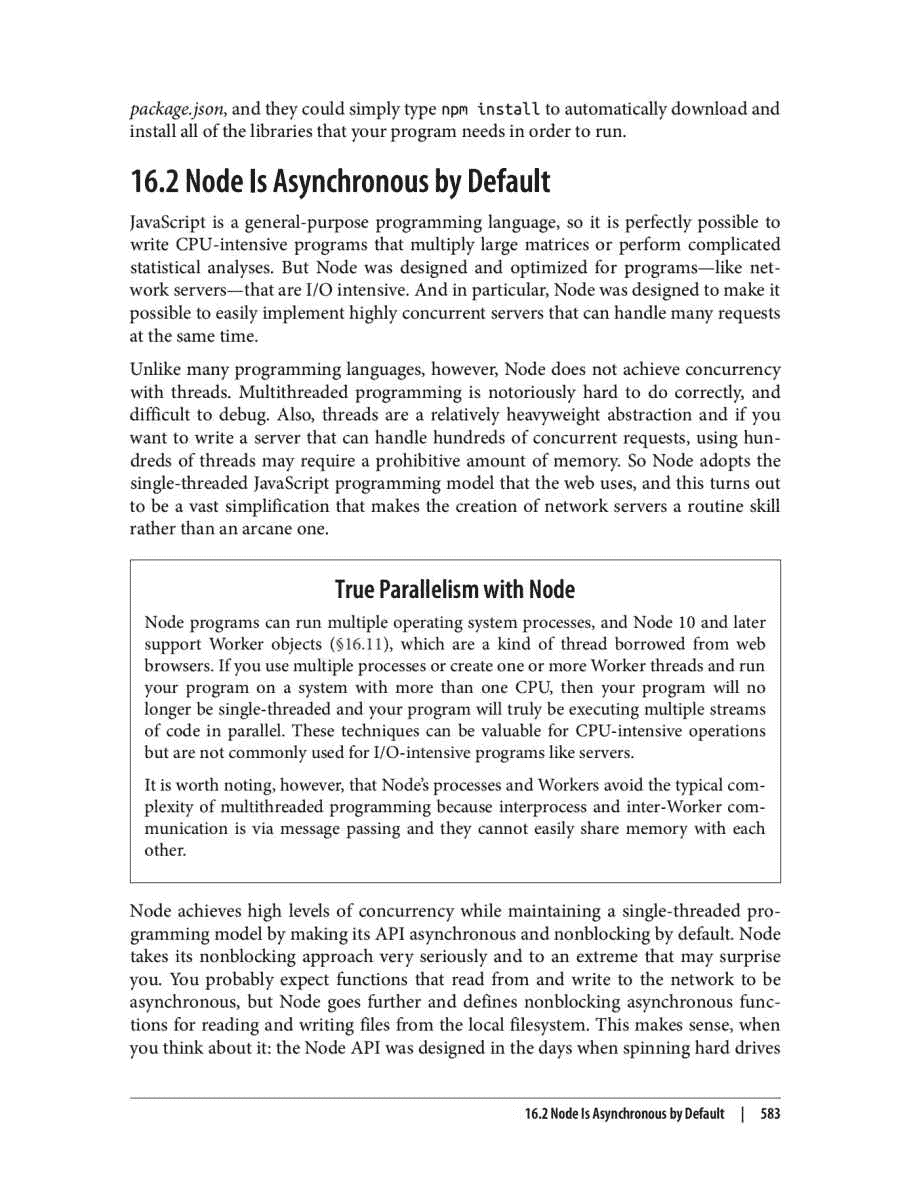 package.json, and they could simply type npm install to automatically download and
install all of the libraries that your program needs in order to run.
16.2 Node Is Asynchronous by Default
JavaScript is a general-purpose programming language, so it is perfectly possible to
write CPU-intensive programs that multiply large matrices or perform complicated
statistical analyses. But Node was designed and optimized for programs—like net-
work servers—that are I/O intensive. And in particular, Node was designed to make it
possible to easily implement highly concurrent servers that can handle many requests
at the same time.
Unlike many programming languages, however, Node does not achieve concurrency
with threads. Multithreaded programming is notoriously hard to do correctly, and
difficult to debug. Also, threads are a relatively heavyweight abstraction and if you
want to write a server that can handle hundreds of concurrent requests, using hun-
dreds of threads may require a prohibitive amount of memory. So Node adopts the
single-threaded JavaScript programming model that the web uses, and this turns out
to be a vast simplification that makes the creation of network servers a routine skill
rather than an arcane one.
True Parallelism with Node
Node programs can run multiple operating system processes, and Node 10 and later
support Worker objects (§16.11), which are a kind of thread borrowed from web
browsers. If you use multiple processes or create one or more Worker threads and run
your program on a system with more than one CPU, then your program will no
longer be single-threaded and your program will truly be executing multiple streams
of code in parallel. These techniques can be valuable for CPU-intensive operations
but are not commonly used for I/O-intensive programs like servers.
It is worth noting, however, that Node’s processes and Workers avoid the typical com-
plexity of multithreaded programming because interprocess and inter-Worker com-
munication is via message passing and they cannot easily share memory with each
other.
Node achieves high levels of concurrency while maintaining a single-threaded pro-
gramming model by making its API asynchronous and nonblocking by default. Node
takes its nonblocking approach very seriously and to an extreme that may surprise
you. You probably expect functions that read from and write to the network to be
asynchronous, but Node goes further and defines nonblocking asynchronous func-
tions for reading and writing files from the local filesystem. This makes sense, when
you think about it: the Node API was designed in the days when spinning hard drives
16.2 Node Is Asynchronous by Default | 583